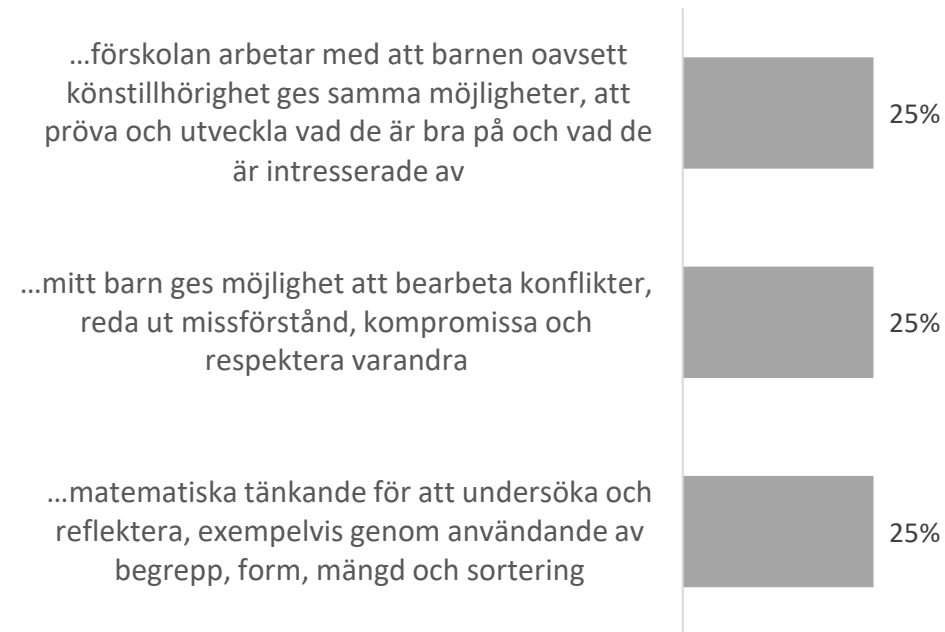 …förskolan arbetar med att barnen oavsett
könstillhörighet ges samma möjligheter, att
pröva och utveckla vad de är bra på och vad de
är intresserade av
25%
…mitt barn ges möjlighet att bearbeta konflikter,
reda ut missförstånd, kompromissa och
respektera varandra
25%
…matematiska tänkande för att undersöka och
reflektera, exempelvis genom användande av
begrepp, form, mängd och sortering
25%